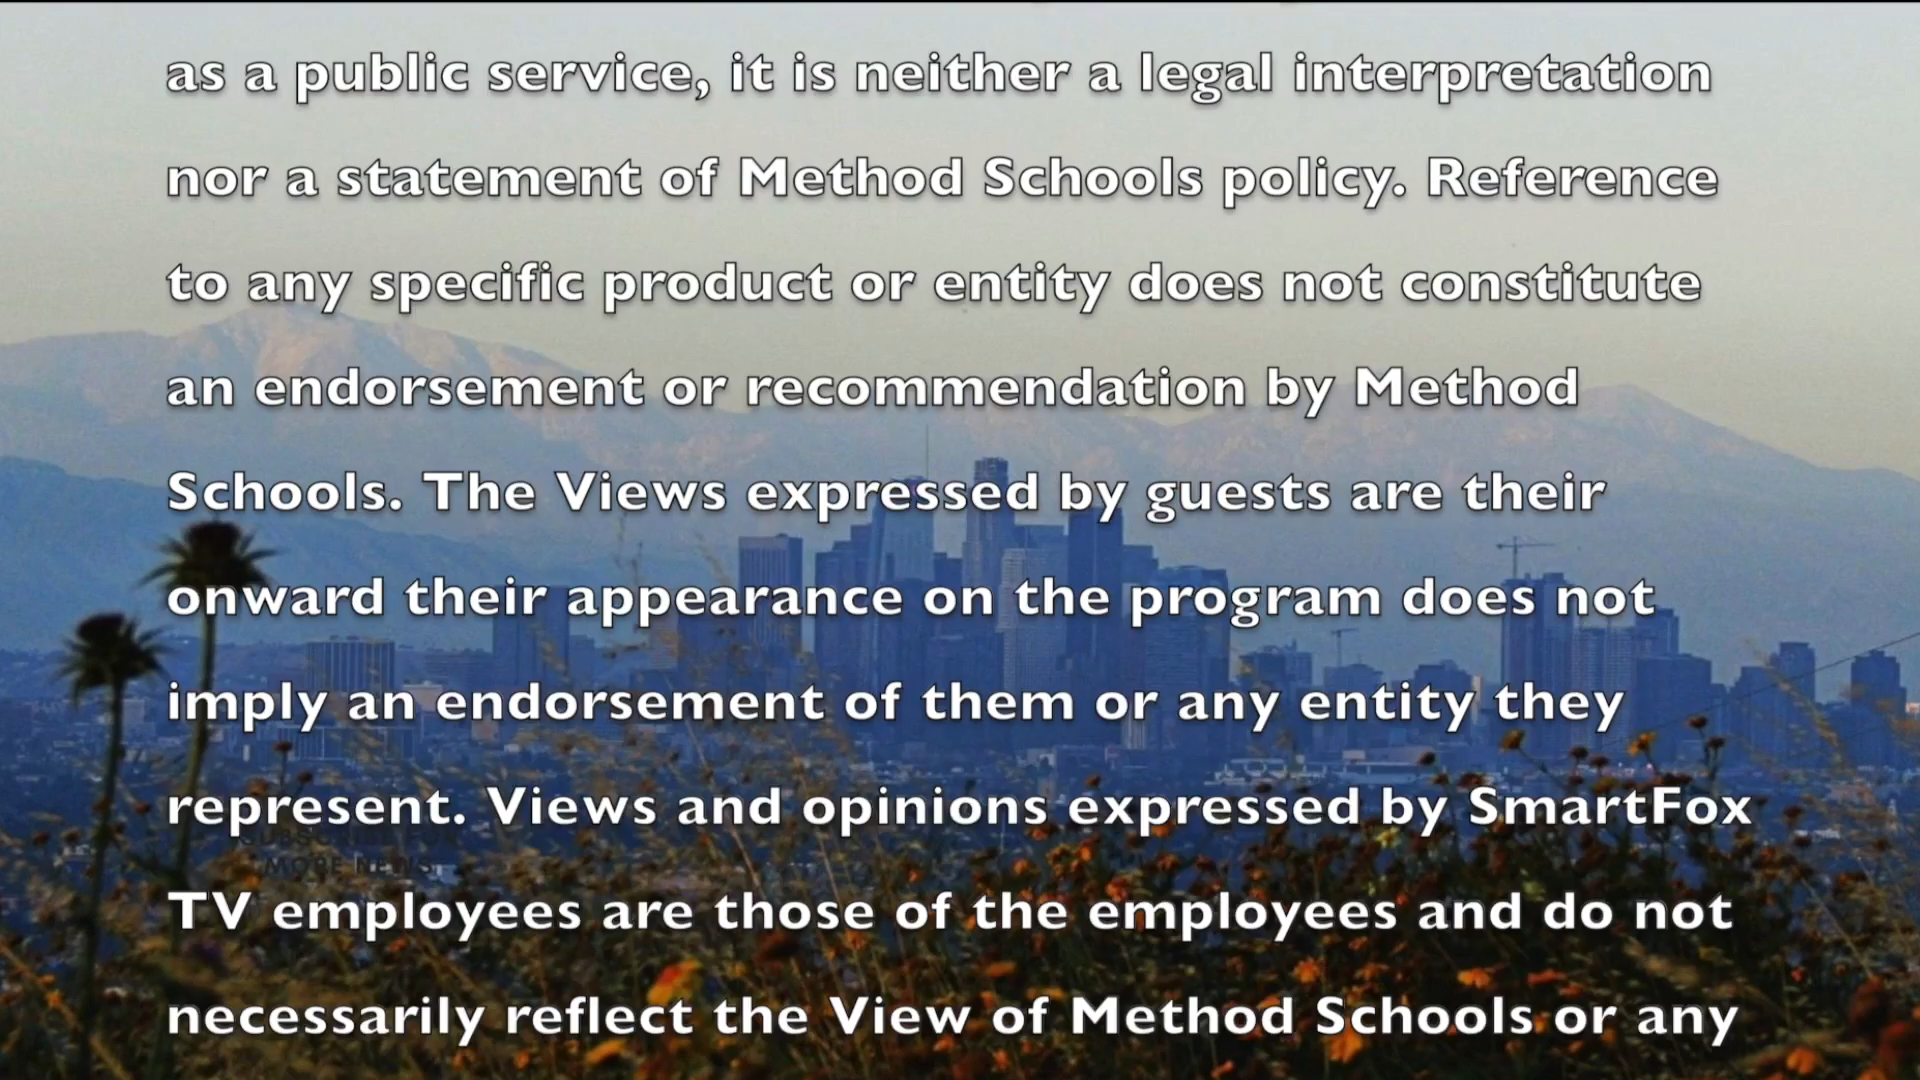 as a public service, it is neither a legal interpretation
nor a statement of Method Schools policy. Reference
to any specific product or entity does not constitute
an endorsement or recommendation by Method
Schools. The Views expressed by guests are their
onward their appearance on the program does not
imply an endorsement of them or any entity they
represent. Views and opinions expressed by SmartFox
SUBSCRIBE FOR
MORE NEWS
TV employees are those of the employees and do not
necessarily reflect the View of Method Schools or any